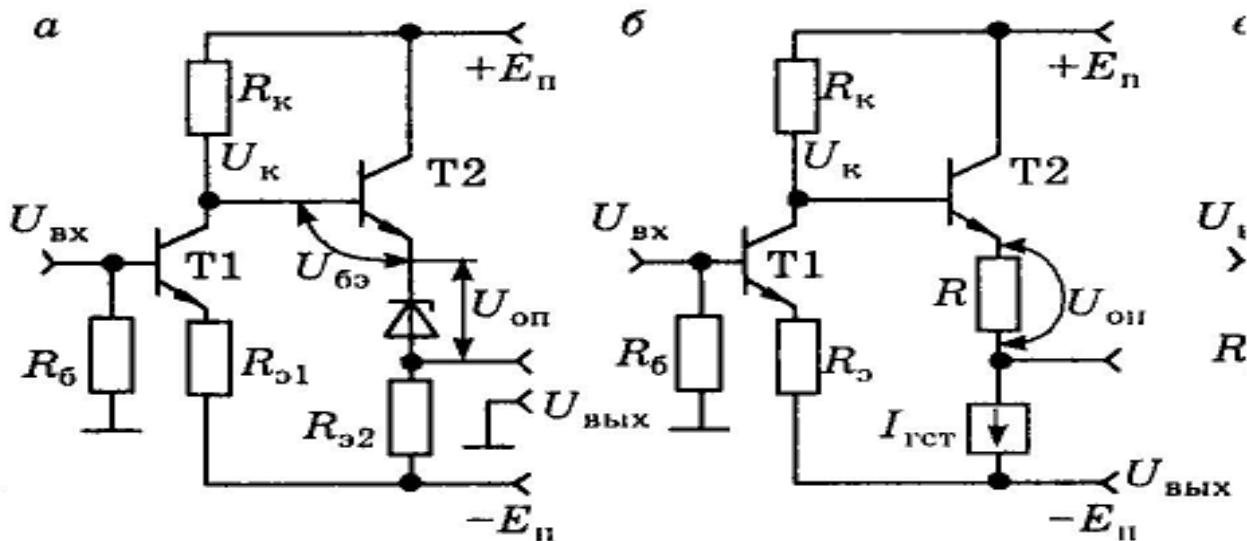 а
+Eп
Rк
Uк
T2
Uвх
T1
Uбэ
Uоп
Rб
Rэ1
Rэ2
Uвых
−Eп
б
+Eп
Rк
Uк
T2
Uвх
T1
R
Uоп
Rб
Rэ
Iгст
Uвых
−Eп
R